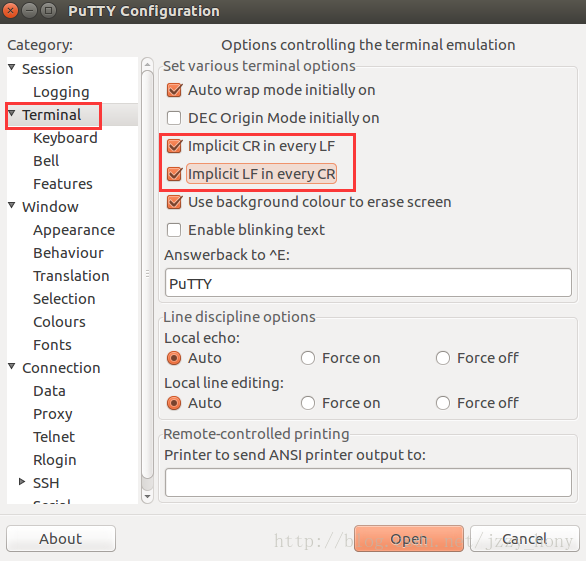 PuTTY Configuration
Category:
Session
Logging
Terminal
Keyboard
Bell
Features
Window
Appearance
Behaviour
Translation
Selection
Colours
Fonts
Connection
Data
Proxy
Telnet
Rlogin
SSH
Serial
Options controlling the terminal emulation
Set various terminal options
Auto wrap mode initially on
DEC Origin Mode initially on
Implicit CR in every LF
Implicit LF in every CR
Use background colour to erase screen
Enable blinking text
Answerback to ^E:
PuTTY
Line discipline options
Local echo:
Auto Force on Force off
Local line editing:
Auto Force on Force off
Remote-controlled printing
Printer to send ANSI printer output to:
About Open Cancel